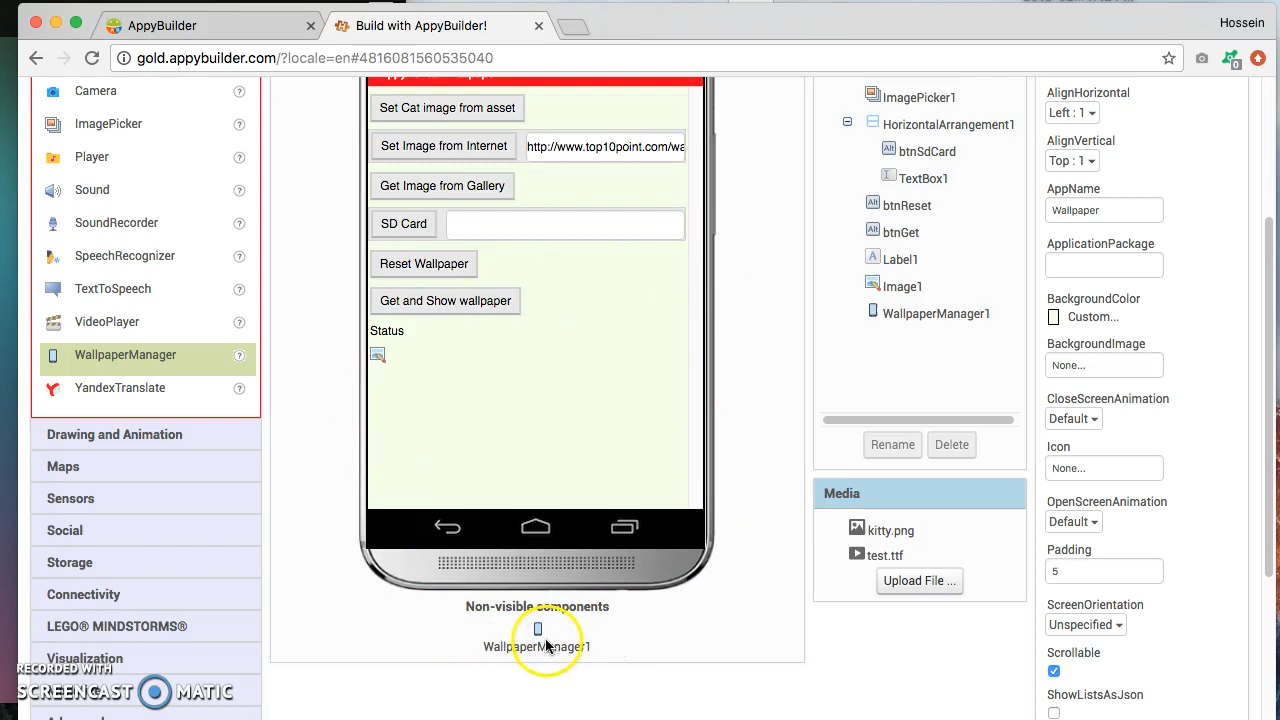 AppyBuilder
Build with AppyBuilder!
Hossein
gold.appybuilder.com/?locale=en#4816081560535040
0
Camera ?
ImagePicker ?
Player ?
Sound ?
SoundRecorder ?
SpeechRecognizer ?
TextToSpeech ?
VideoPlayer ?
WallpaperManager ?
YandexTranslate ?
Drawing and Animation
Maps
Sensors
Social
Storage
Connectivity
LEGO® MINDSTORMS®
Visualization
RECORDED WITH
SCREENCAST MATIC
Set Cat image from asset
Set Image from Internet http://www.top10point.com/wa
Get Image from Gallery
SD Card
Reset Wallpaper
Get and Show wallpaper
Status
Non-visible components
WallpaperManager1
ImagePicker1
HorizontalArrangement1
btnSdCard
TextBox1
btnReset
btnGet
Label1
Image1
WallpaperManager1
Rename Delete
Media
kitty.png
test.ttf
Upload File ...
AlignHorizontal
Left : 1
AlignVertical
Top : 1
AppName
Wallpaper
ApplicationPackage
BackgroundColor
Custom...
BackgroundImage
None...
CloseScreenAnimation
Default
Icon
None...
OpenScreenAnimation
Default
Padding
5
ScreenOrientation
Unspecified
Scrollable
ShowListsAsJson